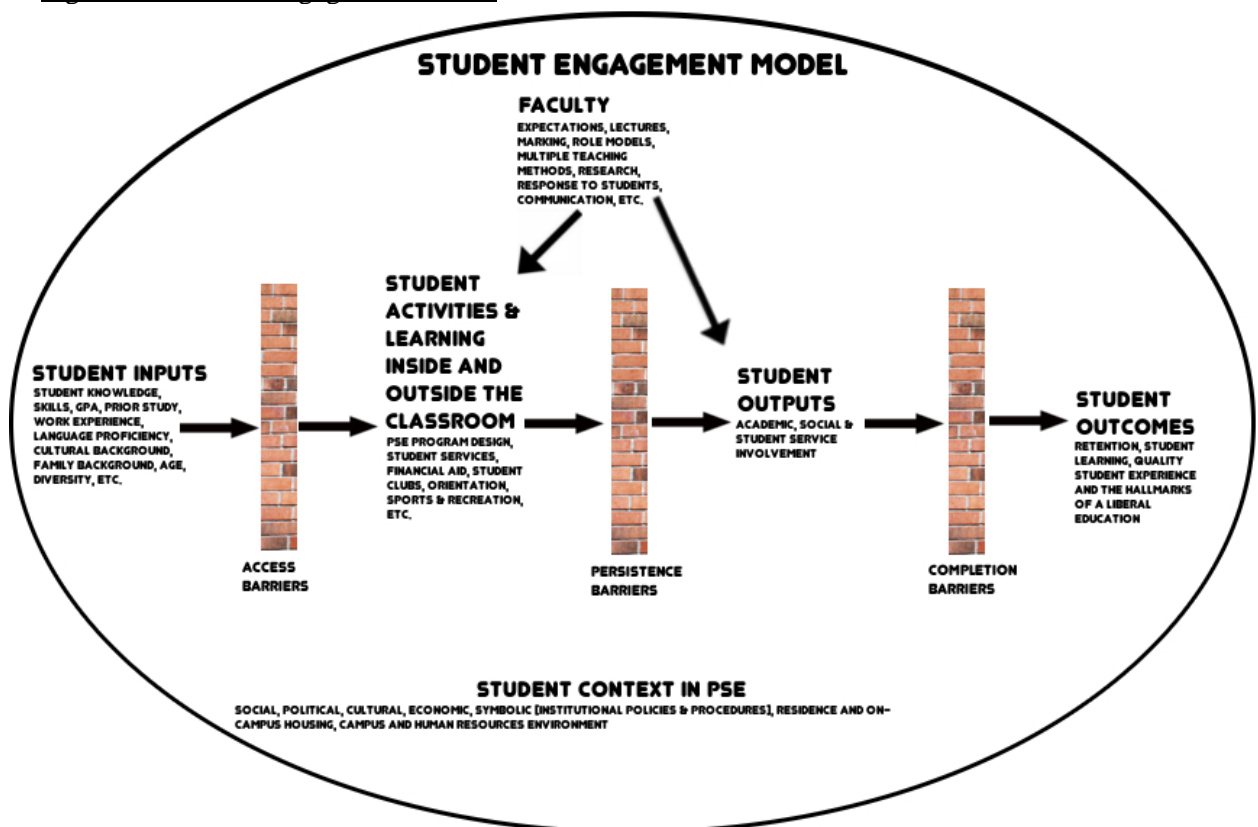 STUDENT ENGAGEMENT MODEL
FACULTY
EXPECTATIONS, LECTURES,
MARKING, ROLE MODELS,
MULTIPLE TEACHING
METHODS, RESEARCH,
RESPONSE TO STUDENTS,
COMMUNICATION, ETC.
STUDENT INPUTS
STUDENT KNOWLEDGE,
SKILLS, GPA, PRIOR STUDY,
WORK EXPERIENCE,
LANGUAGE PROFICIENCY,
CULTURAL BACKGROUND,
FAMILY BACKGROUND, AGE,
DIVERSITY, ETC.
ACCESS
BARRIERS
STUDENT
ACTIVITIES &
LEARNING
INSIDE AND
OUTSIDE THE
CLASSROOM
PSE PROGRAM DESIGN,
STUDENT SERVICES,
FINANCIAL AID, STUDENT
CLUBS, ORIENTATION,
SPORTS & RECREATION,
ETC.
PERSISTENCE
BARRIERS
STUDENT
OUTPUTS
ACADEMIC, SOCIAL &
STUDENT SERVICE
INVOLVEMENT
COMPLETION
BARRIERS
STUDENT
OUTCOMES
RETENTION, STUDENT
LEARNING, QUALITY
STUDENT EXPERIENCE
AND THE HALLMARKS
OF A LIBERAL
EDUCATION
STUDENT CONTEXT IN PSE
SOCIAL, POLITICAL, CULTURAL, ECONOMIC, SYMBOLIC [INSTITUTIONAL POLICIES & PROCEDURES], RESIDENCE AND ON-
CAMPUS HOUSING, CAMPUS AND HUMAN RESOURCES ENVIRONMENT